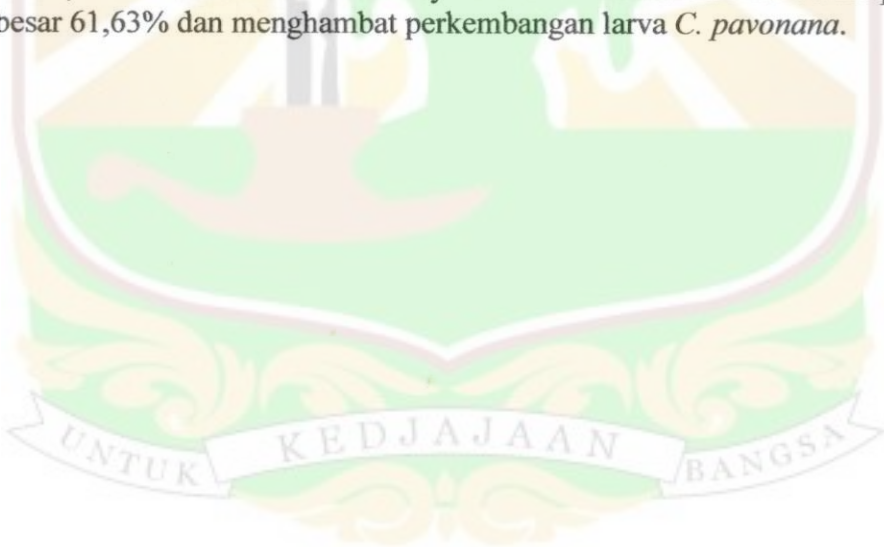 besar 61,63% dan menghambat perkembangan larva C. pavonana.
UNTUK KEDJAJAAN BANGSA